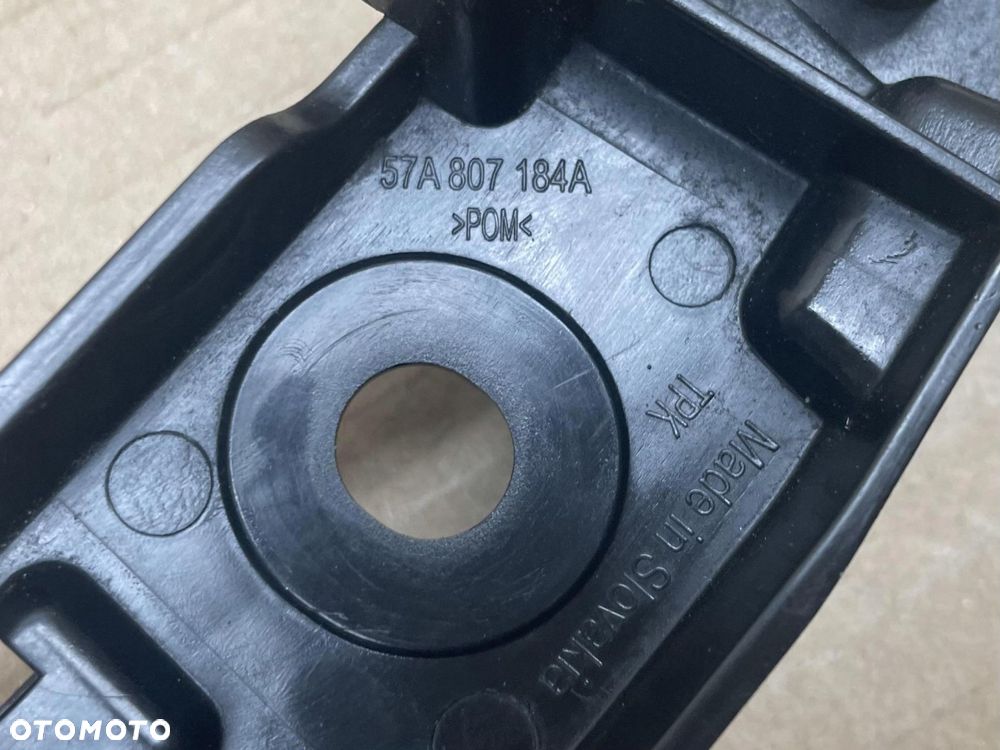 57A 807 184A
>POM<
TPK
Made in Slovakia
OTOMOTO